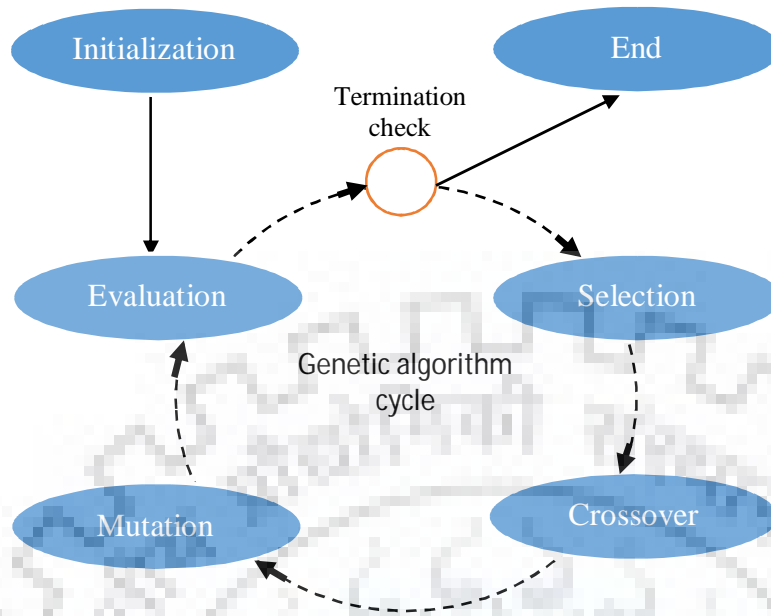 Initialization
End
Termination
check
Evaluation
Selection
Genetic algorithm
cycle
Mutation
Crossover